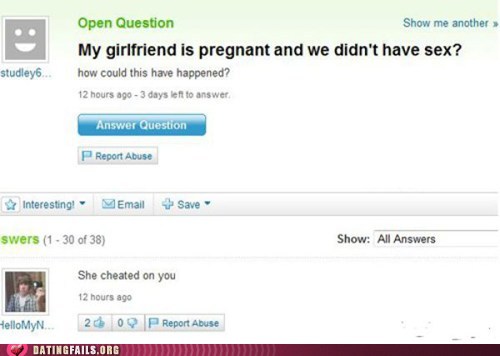 Open Question
Show me another »
My girlfriend is pregnant and we didn't have sex?
studley6...
how could this have happened?
12 hours ago - 3 days left to answer.
Answer Question
Report Abuse
Interesting!
Email
Save
swers (1 - 30 of 38)
Show: All Answers
She cheated on you
12 hours ago
HelloMyN...
2
0
Report Abuse
DATINGFAILS.ORG